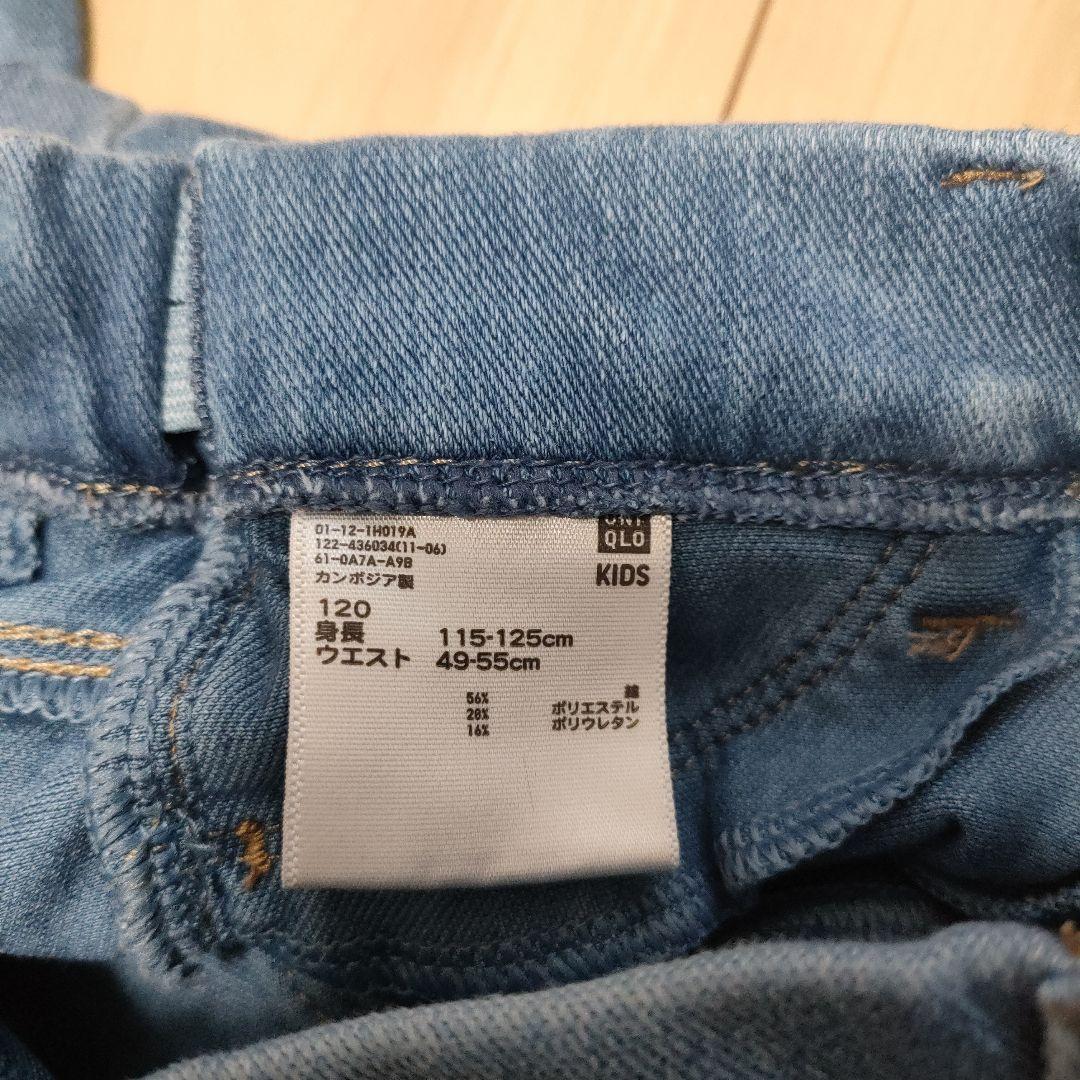 01-12-1H019A
122-436034(11-06)
61-0A7A-A9B
カンボジア製
UNI
QLO
KIDS
120
身長 115-125cm
ウエスト 49-55cm
56% 綿
28% ポリエステル
16% ポリウレタン